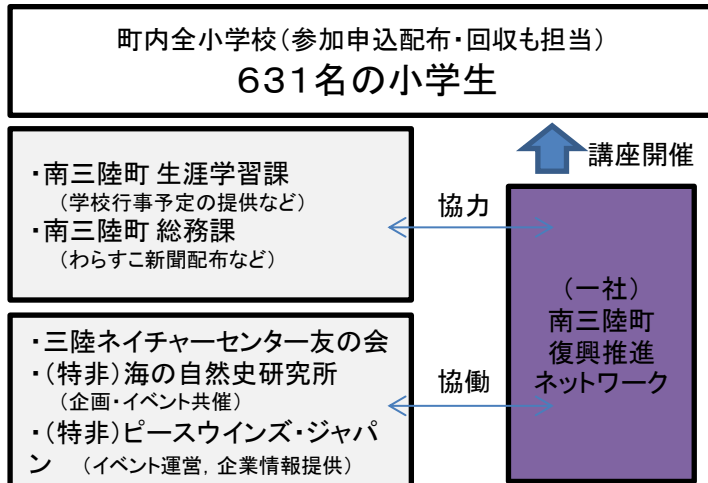 町内全小学校(参加申込配布・回収も担当)
631名の小学生
・南三陸町 生涯学習課
(学校行事予定の提供など)
・南三陸町 総務課
(わらすこ新聞配布など)
講座開催
協力
(一社)
南三陸町
復興推進
ネットワーク
・三陸ネイチャーセンター友の会
・(特非)海の自然史研究所
(企画・イベント共催)
・(特非)ピースウインズ・ジャパ
ン (イベント運営,企業情報提供)
協働